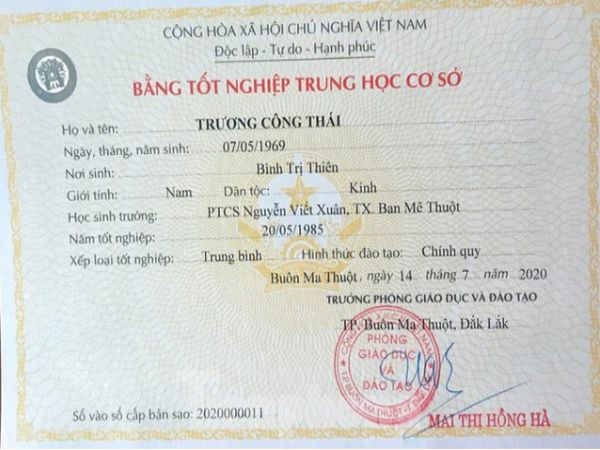 CỘNG HÒA XÃ HỘI CHỦ NGHĨA VIỆT NAM
Độc lập - Tự do - Hạnh phúc
BẰNG TỐT NGHIỆP TRUNG HỌC CƠ SỞ
Họ và tên: TRƯƠNG CÔNG THÁI
Ngày, tháng, năm sinh: 07/05/1969
Nơi sinh: Bình Trị Thiên
Giới tính: Nam Dân tộc: Kinh
Học sinh trường: PTCS Nguyễn Viết Xuân, TX. Ban Mê Thuột
Năm tốt nghiệp: 20/05/1985
Xếp loại tốt nghiệp: Trung bình Hình thức đào tạo: Chính quy
Buôn Ma Thuột, ngày 14 tháng 7 năm 2020
TRƯỞNG PHÒNG GIÁO DỤC VÀ ĐÀO TẠO
TP. Buôn Ma Thuột, Đắk Lắk
PHÒNG
GIÁO DỤC
VÀ
ĐÀO TẠO
Số vào sổ cấp bản sao: 2020000011
MAI THỊ HỒNG HÀ